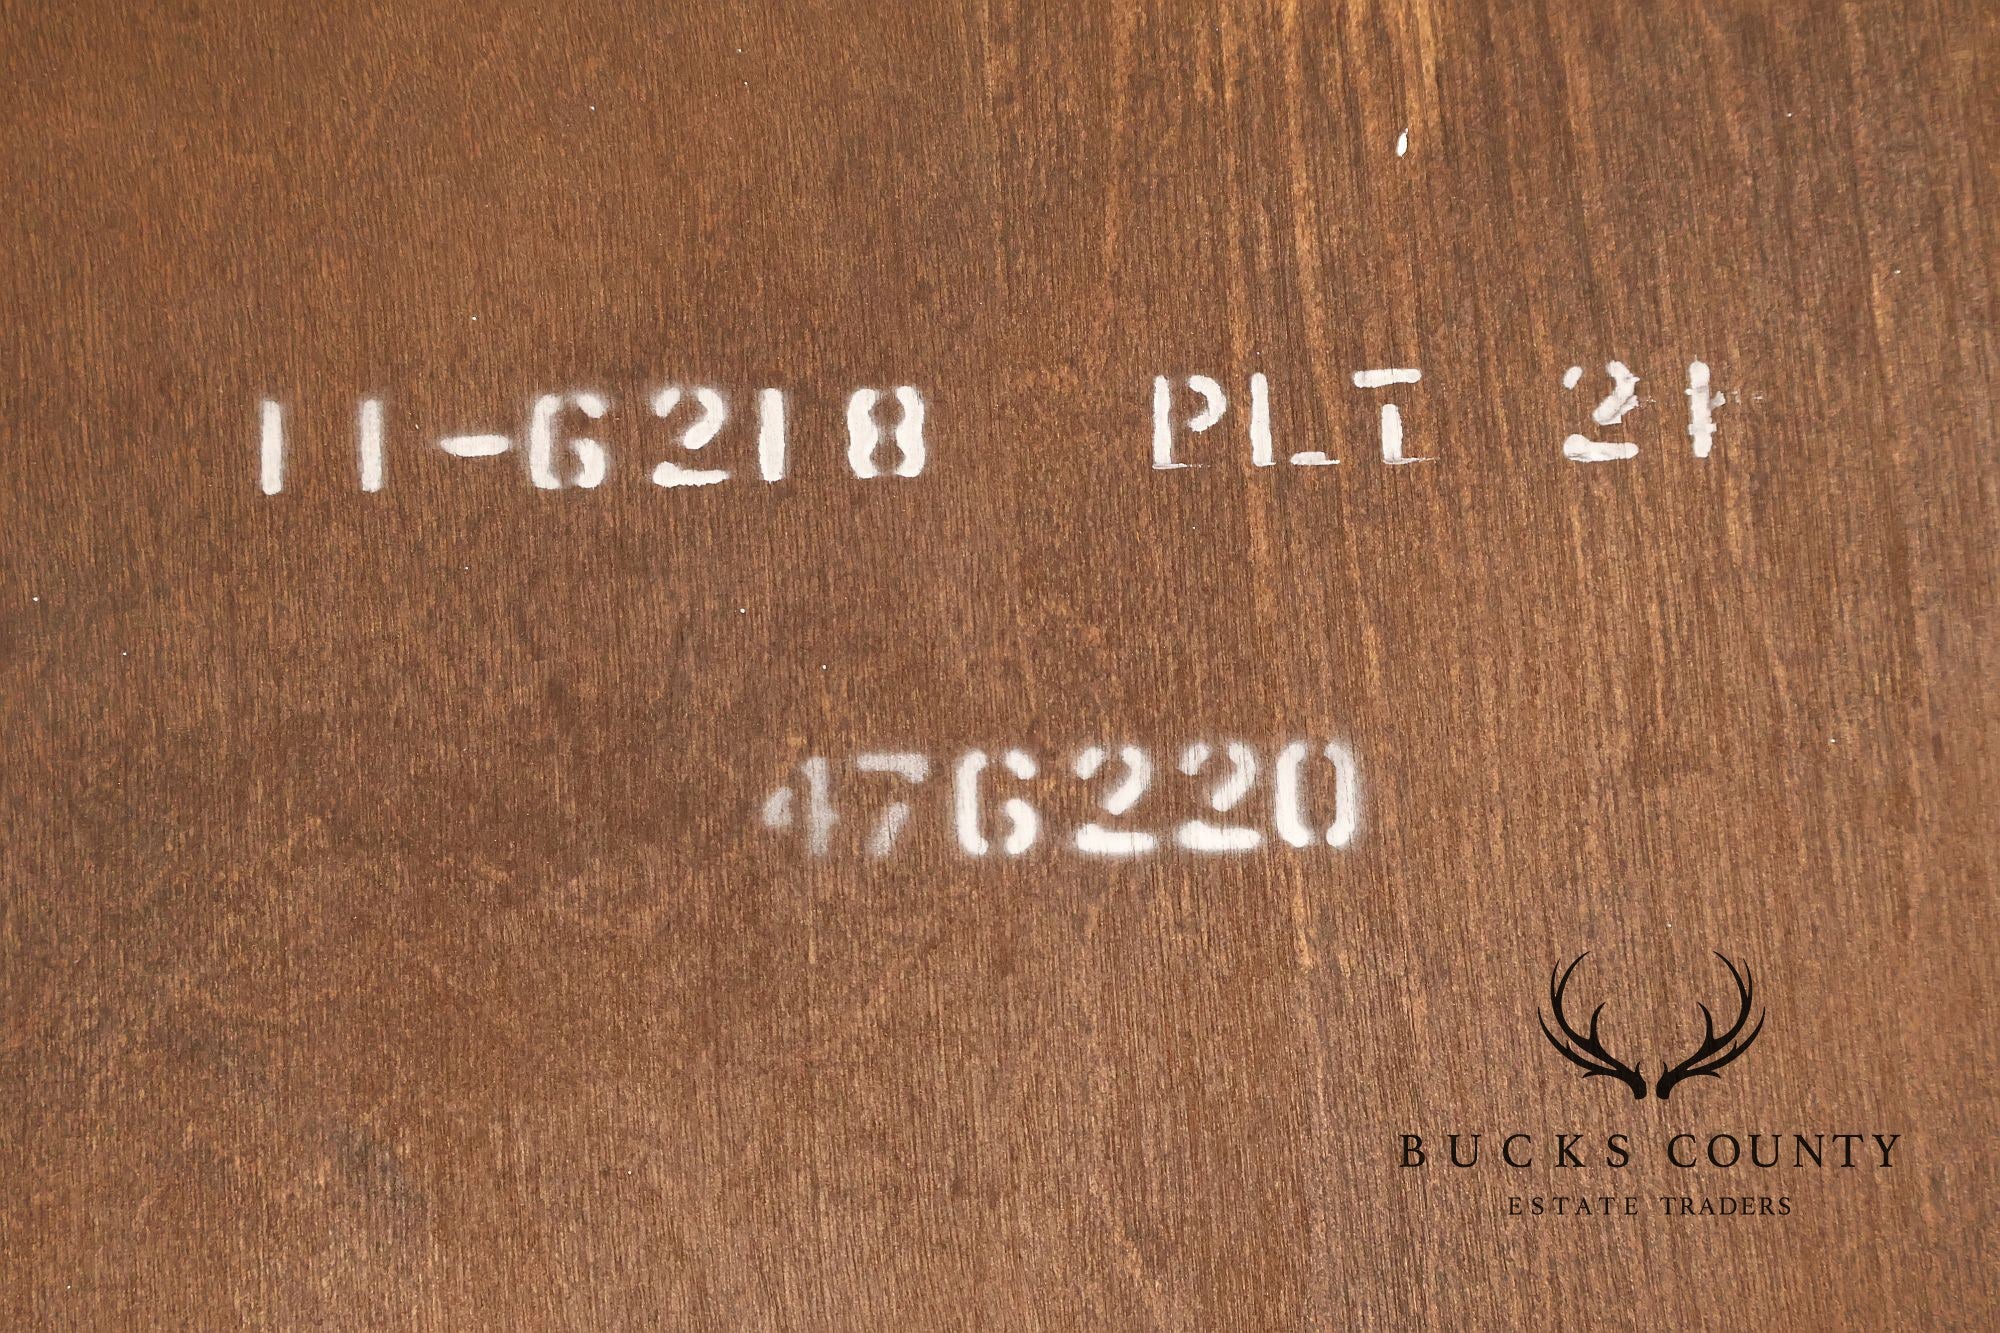 11-6218 PLT 21
476220
BUCKS COUNTY
ESTATE TRADERS